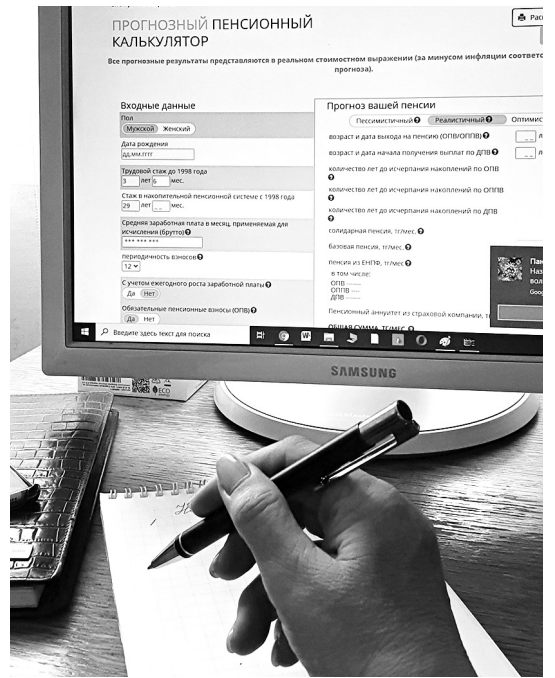 ПРОГНОЗНЫЙ ПЕНСИОННЫЙ
КАЛЬКУЛЯТОР
Все прогнозные результаты представляются в реальном стоимостном выражении (за минусом инфляции
прогноза).
Входные данные
Пол
Мужской Женский
Дата рождения
дд.мм.гггг
Трудовой стаж до 1998 года
3 лет 6 мес.
Стаж в накопительной пенсионной системе с 1998 года
29 лет _ _ мес.
Средняя заработная плата в месяц, применяемая для
исчисления (брутто)
*** *** ***
периодичность взносов
12
С учетом ежегодного роста заработной платы
Да Нет
Обязательные пенсионные взносы (ОПВ)
Да Нет
Прогноз вашей пенсии
Пессимистичный Реалистичный
возраст и дата выхода на пенсию (ОПВ/ОППВ) _ _
возраст и дата начала получения выплат по ДПВ _ _
количество лет до исчерпания накоплений по ОПВ
количество лет до исчерпания накоплений по ОППВ
количество лет до исчерпания накоплений по ДПВ
солидарная пенсия, тг/мес.
базовая пенсия, тг/мес.
пенсия из ЕНПФ, тг/мес
в том числе:
ОПВ
ОППВ
ДПВ
Пенсионный аннуитет из страховой компании,
ОБЩАЯ СУММА, ТГ/МЕС
Введите здесь текст для поиска
SAMSUNG
ECO